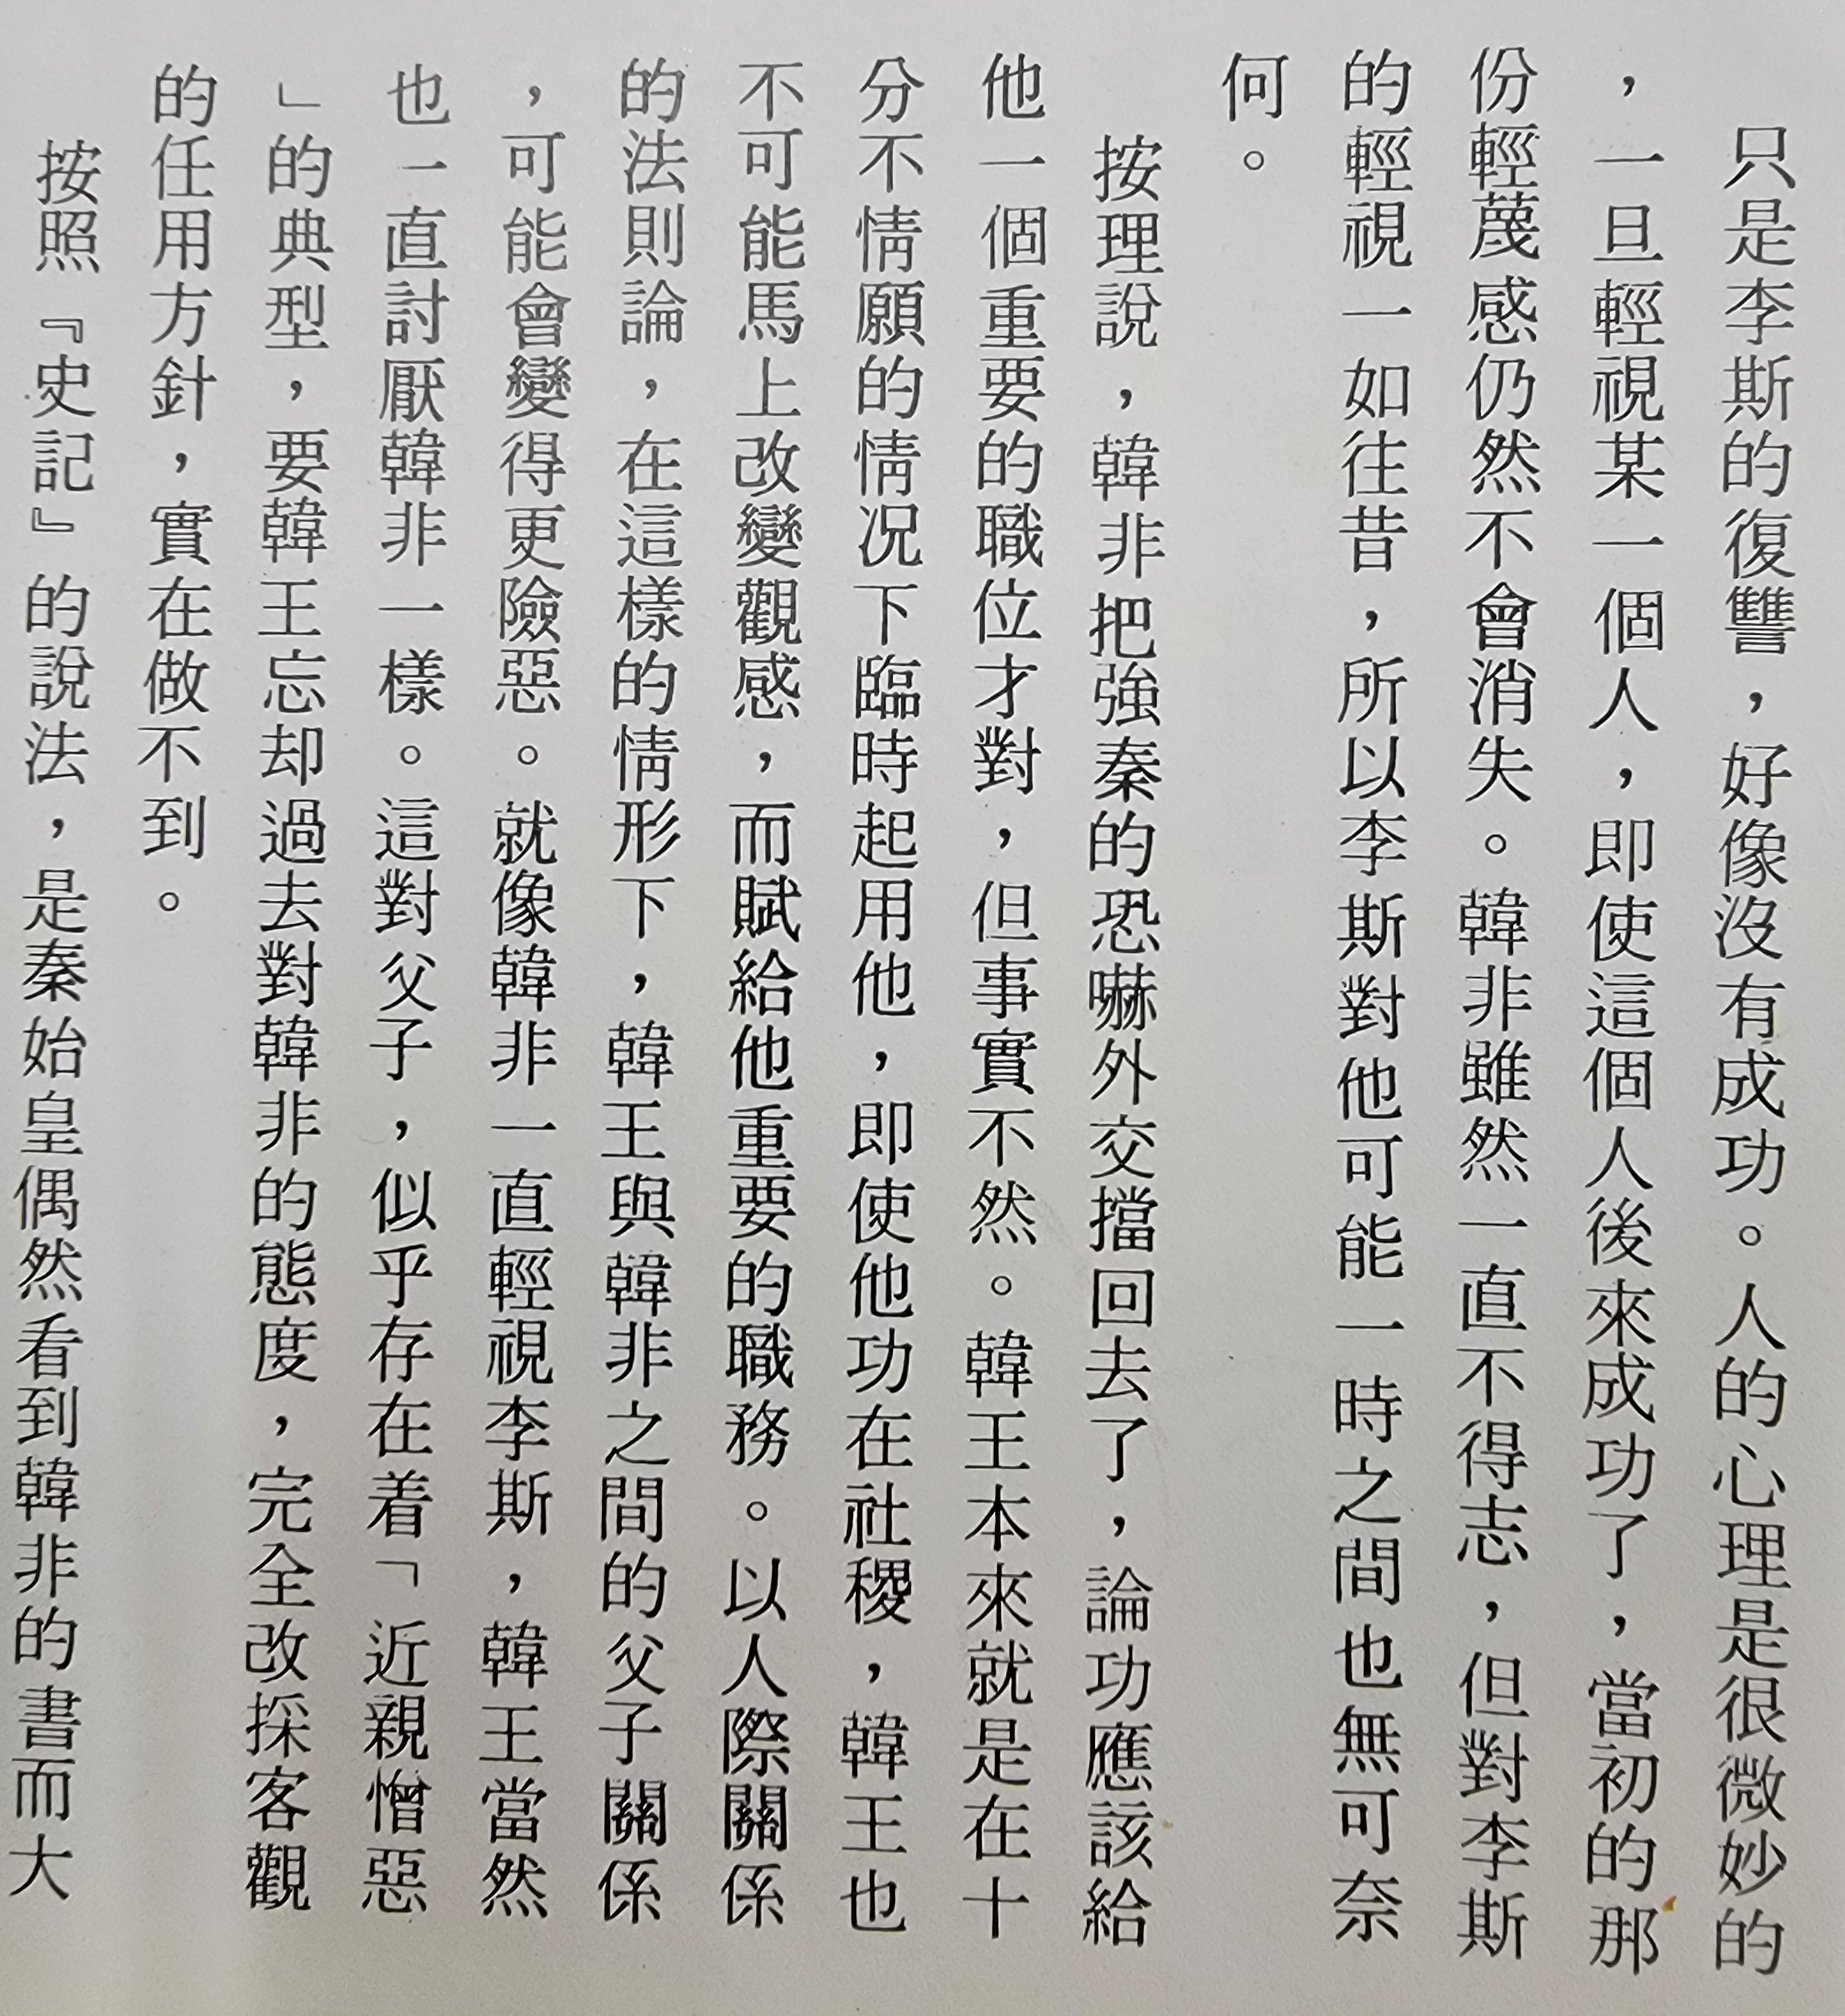 只是李斯的復讐，好像沒有成功。人的心理是很微妙的
，一旦輕視某一個人，即使這個人後來成功了，當初的那
份輕蔑感仍然不會消失。韓非雖然一直不得志，但對李斯
的輕視一如往昔，所以李斯對他可能一時之間也無可奈
何。
按理說，韓非把強秦的恐嚇外交擋回去了，論功應該給
他一個重要的職位才對，但事實不然。韓王本來就是在十
分不情願的情况下臨時起用他，即使他功在社稷，韓王也
不可能馬上改變觀感，而賦給他重要的職務。以人際關係
的法則論，在這樣的情形下，韓王與韓非之間的父子關係
，可能會變得更險惡。就像韓非一直輕視李斯，韓王當然
也一直討厭韓非一樣。這對父子，似乎存在着「近親憎惡
」的典型，要韓王忘却過去對韓非的態度，完全改採客觀
的任用方針，實在做不到。
按照『史記』的說法，是秦始皇偶然看到韓非的書而大